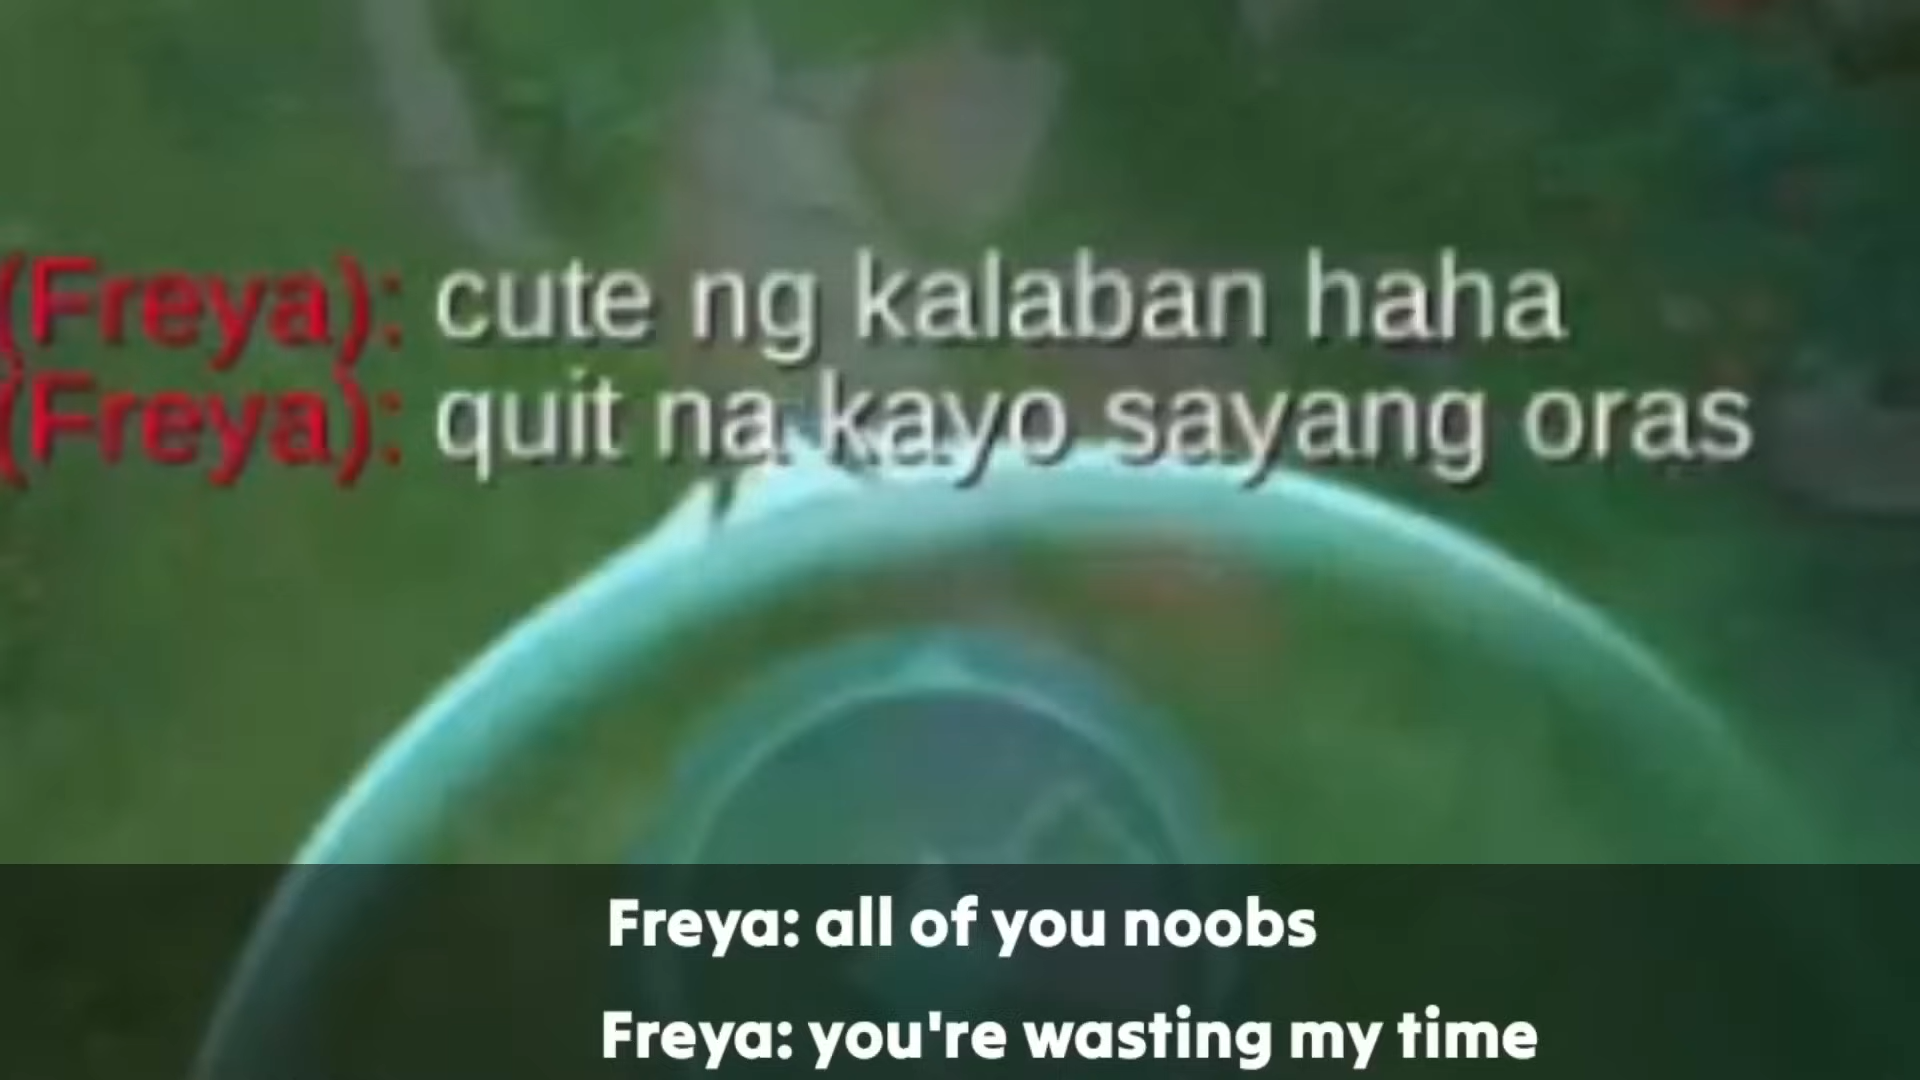 (Freya): cute ng kalaban haha
(Freya): quit na kayo sayang oras
Freya: all of you noobs
Freya: you're wasting my time